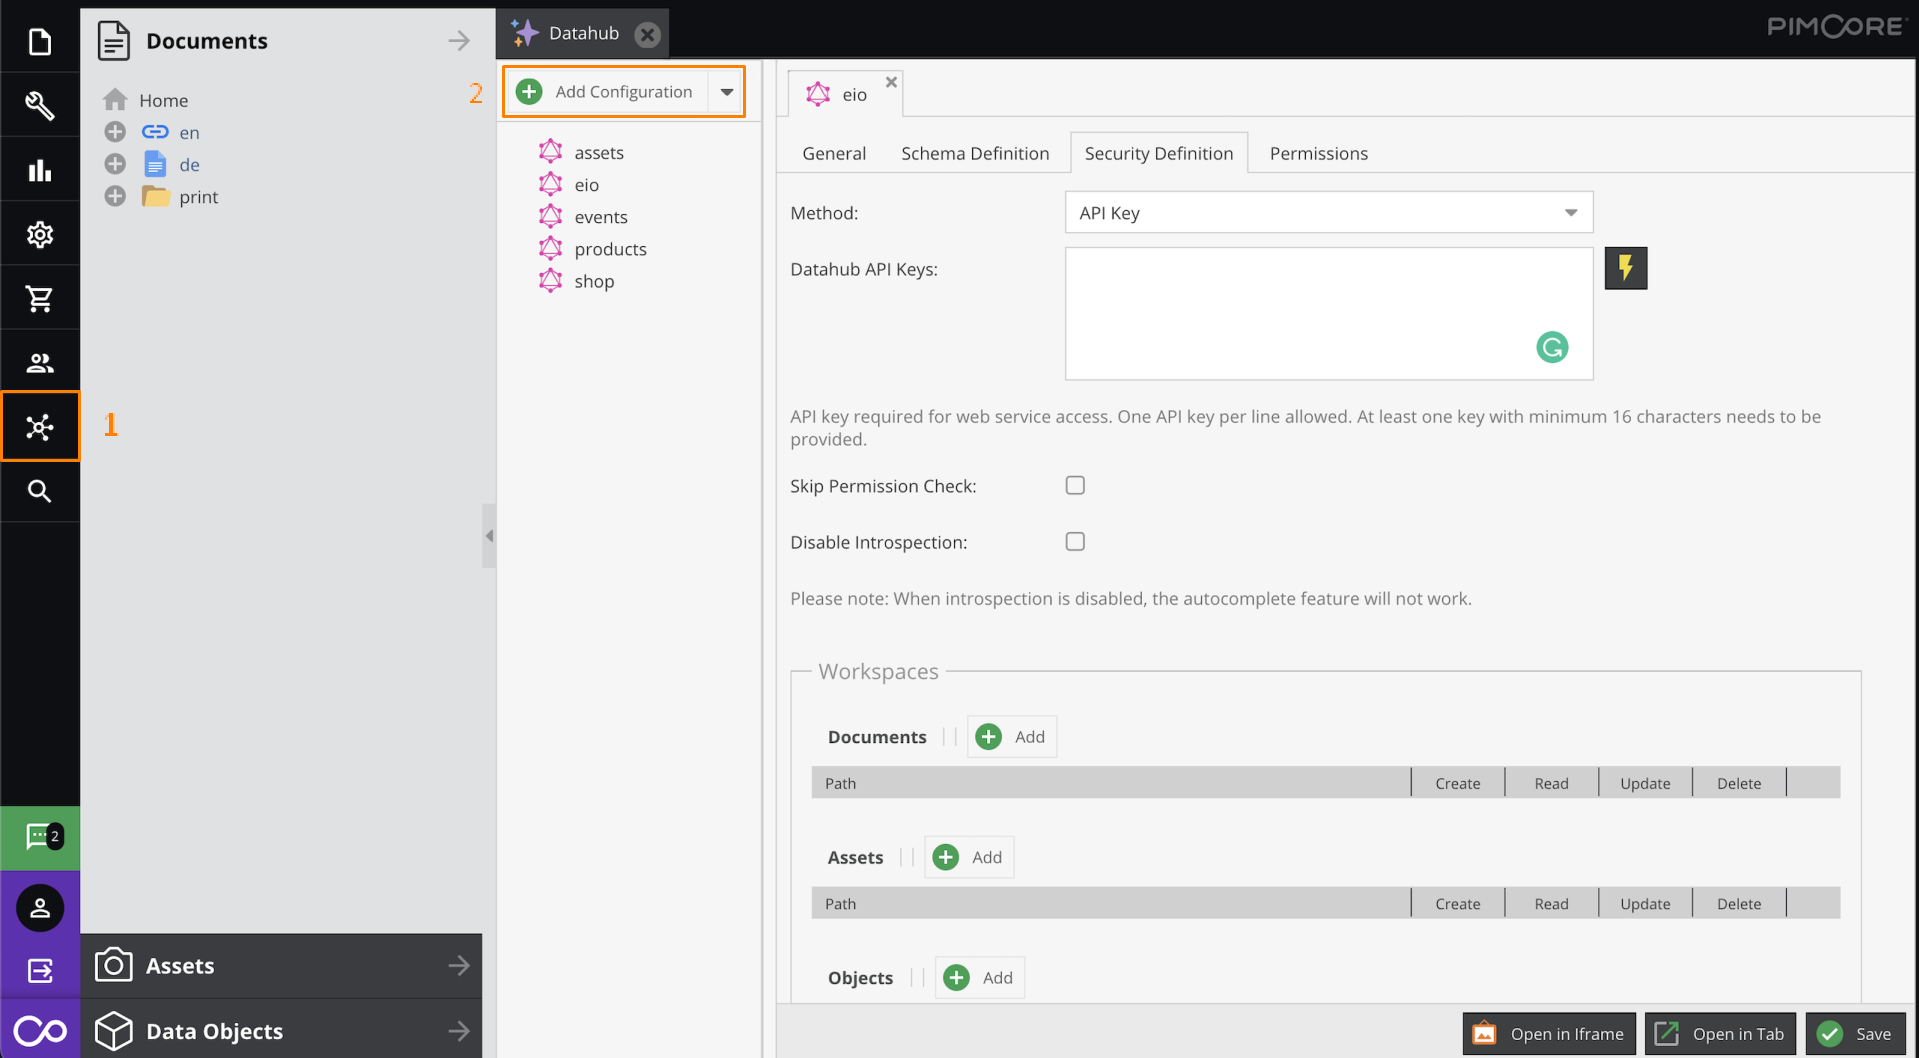 Documents
Home
en
de
print
1
2
Assets
Data Objects
Datahub
PIMCORE
Add Configuration
assets
eio
events
products
shop
eio
General
Schema Definition
Security Definition
Permissions
Method:
API Key
Datahub API Keys:
API key required for web service access. One API key per line allowed. At least one key with minimum 16 characters needs to be
provided.
Skip Permission Check:
Disable Introspection:
Please note: When introspection is disabled, the autocomplete feature will not work.
Workspaces
Documents
Add
Path Create Read Update Delete
Assets
Add
Path Create Read Update Delete
Objects
Add
2
Open in Iframe
Open in Tab
Save